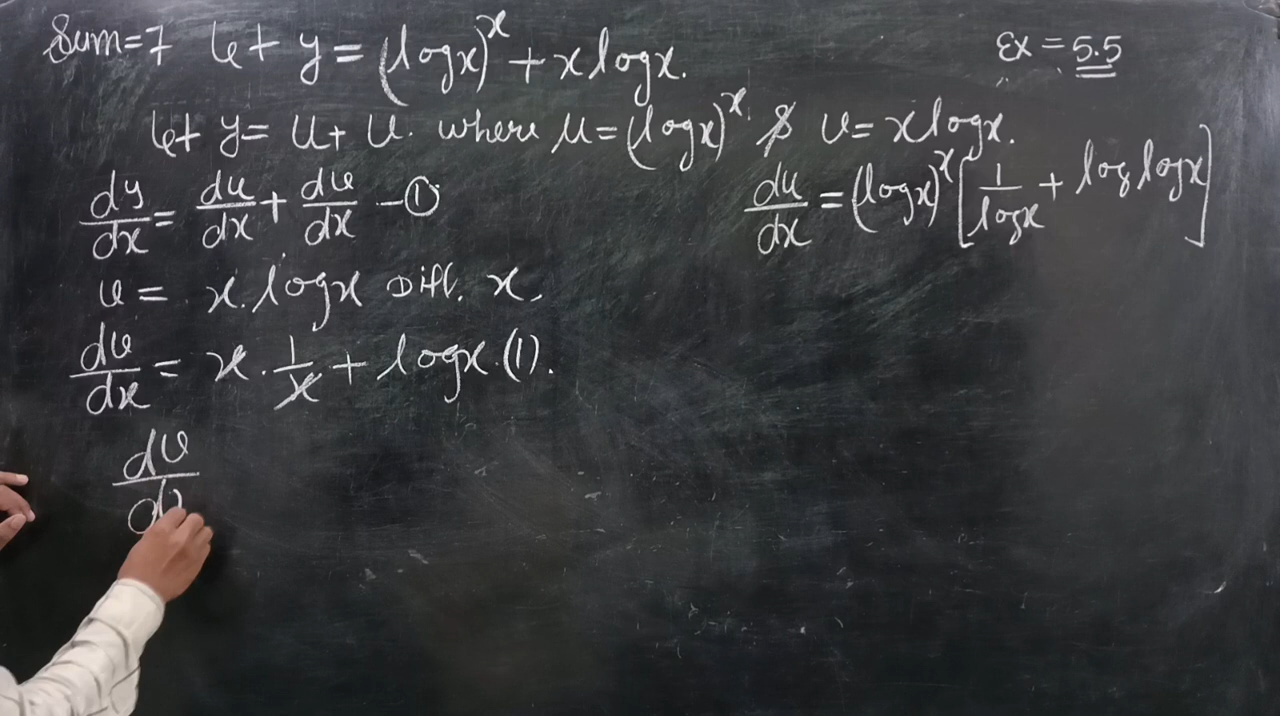 Sum=7 let y = (logx)^x + x logx.
Ex = 5.5
let y = u + v. where u = (logx)^x & v = x logx.
dy/dx = du/dx + dv/dx - ①
du/dx = (logx)^x [1/logx + log logx]
v = x. logx Diff. x,
dv/dx = x . 1/x + logx.(1).
dv/dx